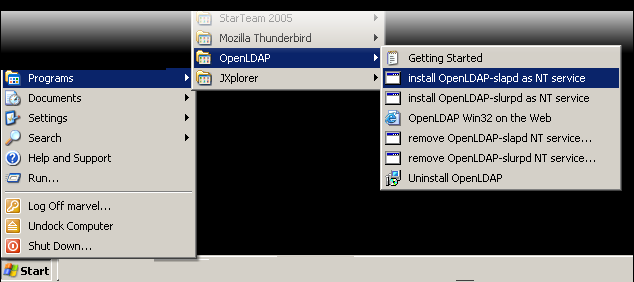 StarTeam 2005
Mozilla Thunderbird
OpenLDAP
JXplorer
Getting Started
install OpenLDAP-slapd as NT service
install OpenLDAP-slurpd as NT service
OpenLDAP Win32 on the Web
remove OpenLDAP-slapd NT service...
remove OpenLDAP-slurpd NT service...
Uninstall OpenLDAP
Programs
Documents
Settings
Search
Help and Support
Run...
Log Off marvel...
Undock Computer
Shut Down...
Start